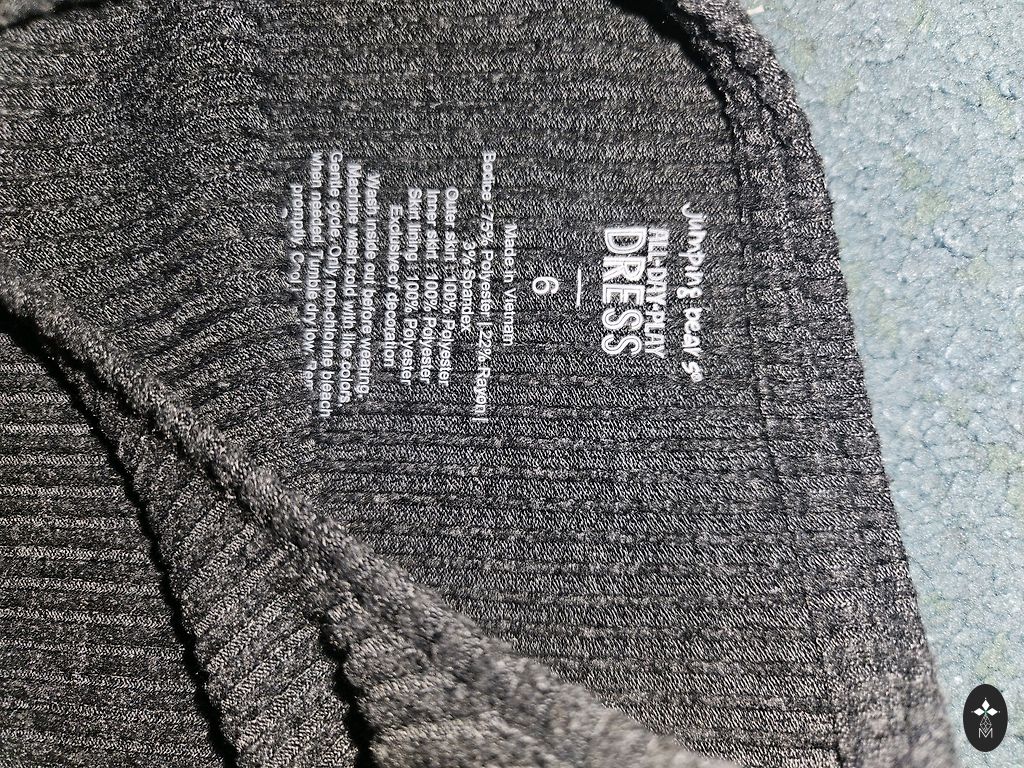 jumping beans®
ALL-DAY-PLAY
DRESS
6
Made in Vietnam
Bodice : 75% Polyester | 22% Rayon |
3% Spandex
Outer skirt : 100% Polyester
Inner skirt : 100% Polyester
Skirt lining : 100% Polyester
Exclusive of decoration
Wash inside out before wearing.
Machine wash cold with like colors
Gentle cycle. Only non-chlorine bleach
when needed. Tumble dry low.
promptly. Cool
M